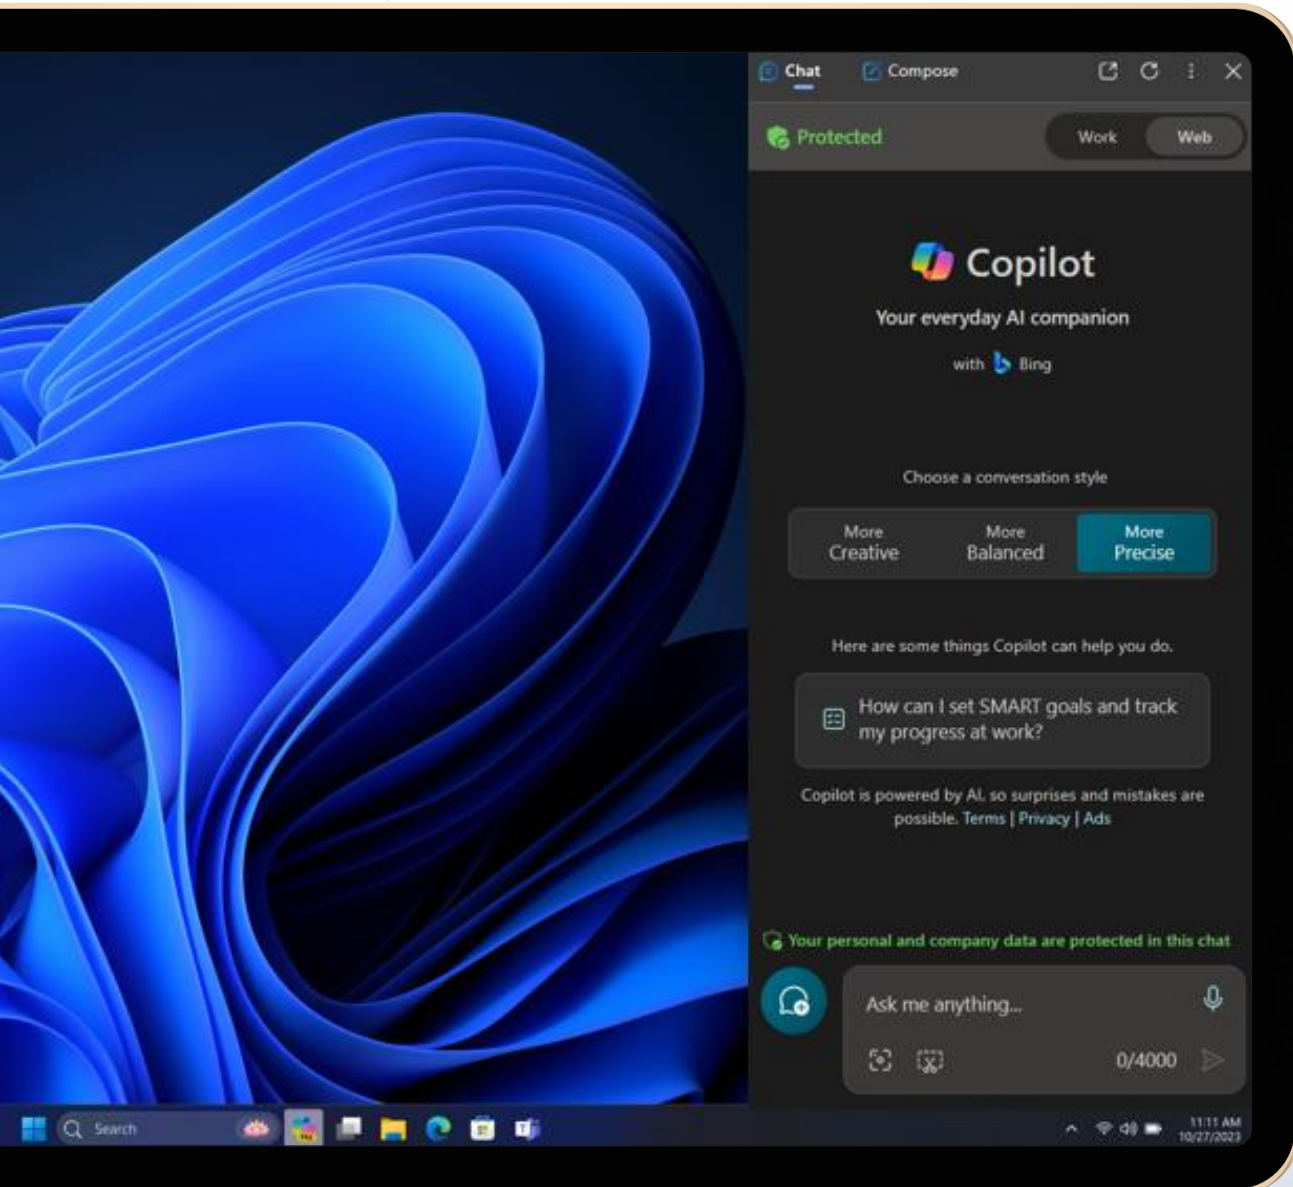 Chat
Compose
Protected
Work
Web
Copilot
Your everyday AI companion
with Bing
Choose a conversation style
More
Creative
More
Balanced
More
Precise
Here are some things Copilot can help you do.
How can I set SMART goals and track
my progress at work?
Copilot is powered by AI. so surprises and mistakes are
possible. Terms | Privacy | Ads
Your personal and company data are protected in this chat
Ask me anything...
0/4000
Search
11:11 AM
10/27/2023